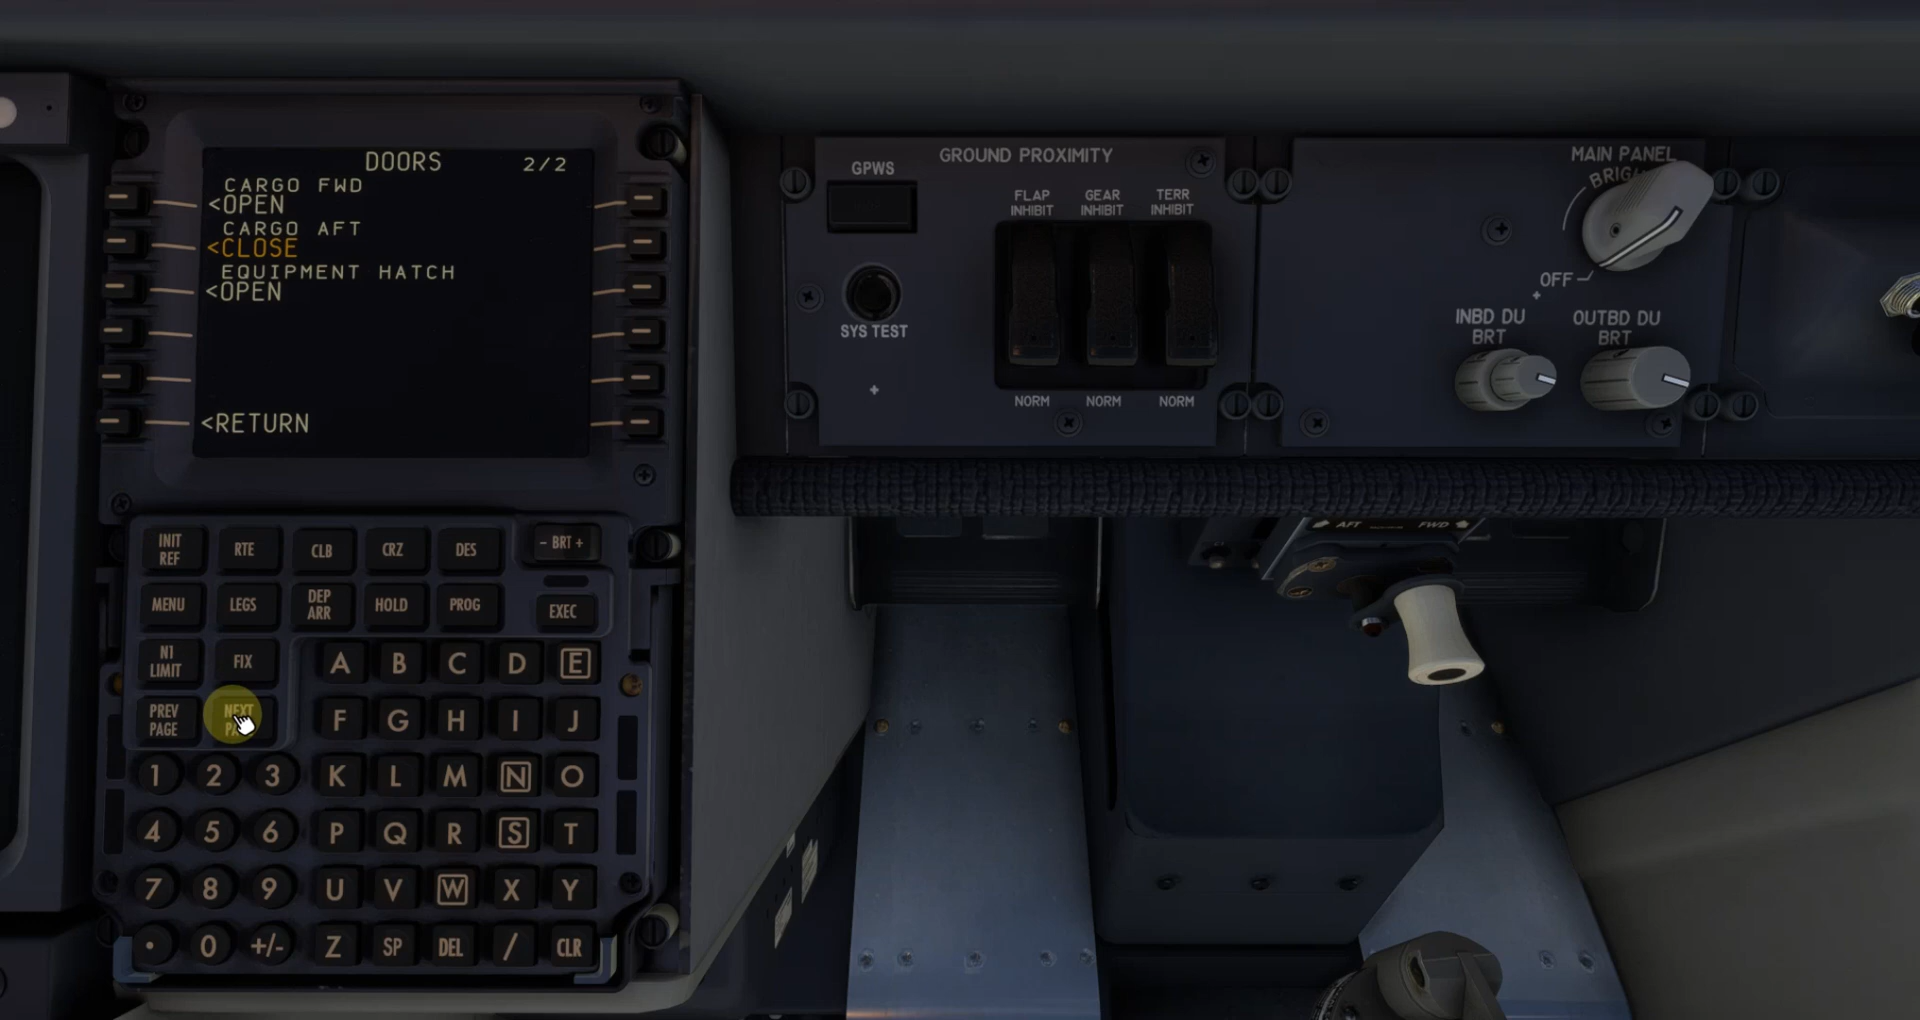 DOORS 2/2
CARGO FWD
<OPEN
CARGO AFT
<CLOSE
EQUIPMENT HATCH
<OPEN
<RETURN
INIT REF
RTE
CLB
CRZ
DES
- BRT +
MENU
LEGS
DEP ARR
HOLD
PROG
EXEC
N1 LIMIT
FIX
A B C D E
PREV PAGE
NEXT
F G H I J
1 2 3 K L M N O
4 5 6 P Q R S T
7 8 9 U V W X Y
. 0 +/- Z SP DEL / CLR
GROUND PROXIMITY
GPWS
FLAP INHIBIT
GEAR INHIBIT
TERR INHIBIT
SYS TEST
NORM NORM NORM
MAIN PANEL
OFF
INBD DU BRT
OUTBD DU BRT
AFT
FWD